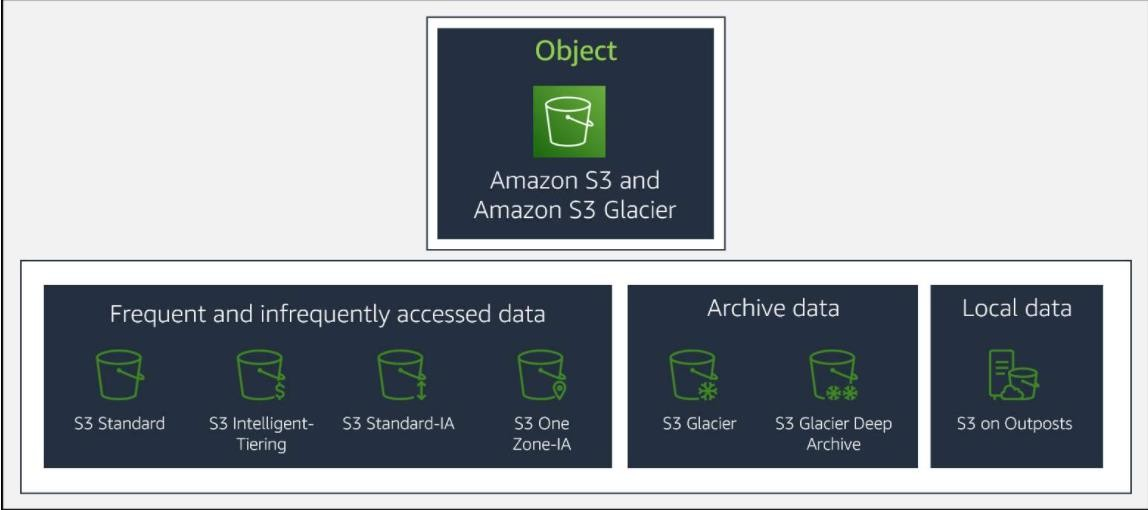 Object
Amazon S3 and
Amazon S3 Glacier
Frequent and infrequently accessed data
S3 Standard
S3 Intelligent-
Tiering
S3 Standard-IA
S3 One
Zone-IA
Archive data
S3 Glacier
S3 Glacier Deep
Archive
Local data
S3 on Outposts